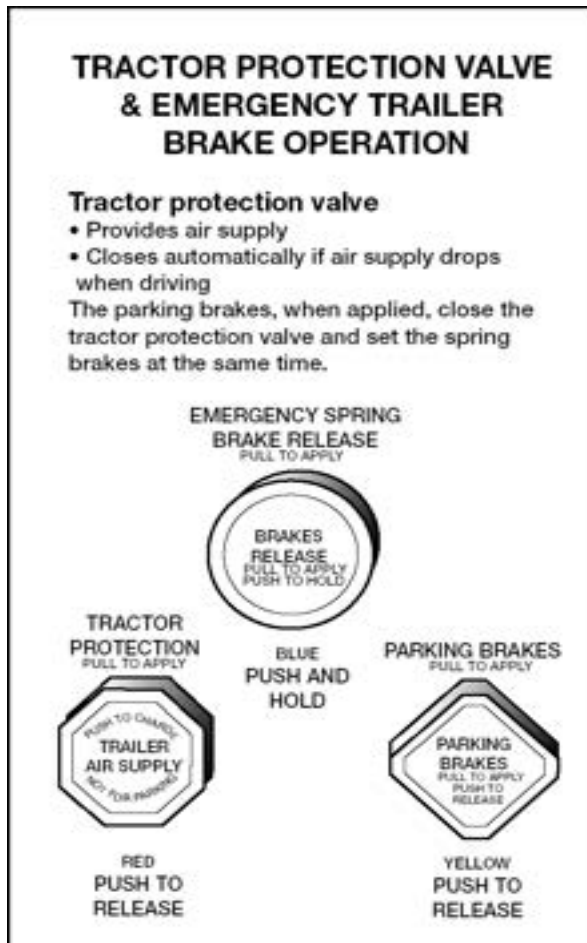 TRACTOR PROTECTION VALVE
& EMERGENCY TRAILER
BRAKE OPERATION
Tractor protection valve
• Provides air supply
• Closes automatically if air supply drops
when driving
The parking brakes, when applied, close the
tractor protection valve and set the spring
brakes at the same time.
EMERGENCY SPRING
BRAKE RELEASE
PULL TO APPLY
BRAKES
RELEASE
PULL TO APPLY
PUSH TO HOLD
BLUE
PUSH AND
HOLD
TRACTOR
PROTECTION
PULL TO APPLY
PUSH TO CHARGE
TRAILER
AIR SUPPLY
NOT FOR PARKING
RED
PUSH TO
RELEASE
PARKING BRAKES
PULL TO APPLY
PARKING
BRAKES
PULL TO APPLY
PUSH TO
RELEASE
YELLOW
PUSH TO
RELEASE